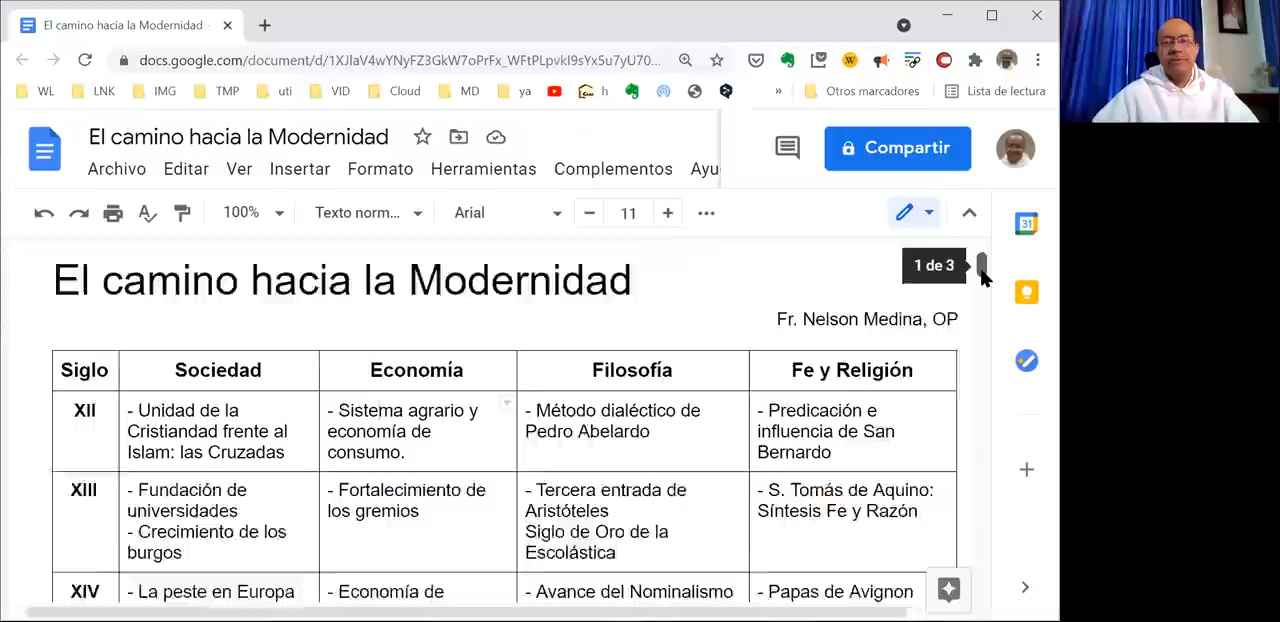 El camino hacia la Modernidad -
docs.google.com/document/d/1XJlaV4wYNyFZ3GkW7oPrFx_WFtPLpvkl9sYx5u7yU70...
WL LNK IMG TMP uti VID Cloud MD ya h » Otros marcadores Lista de lectura
El camino hacia la Modernidad
Archivo Editar Ver Insertar Formato Herramientas Complementos Ayu
Compartir
100% Texto norm... Arial 11
31
El camino hacia la Modernidad
1 de 3
Fr. Nelson Medina, OP
Siglo Sociedad Economía Filosofía Fe y Religión
XII
- Unidad de la
Cristiandad frente al
Islam: las Cruzadas
- Sistema agrario y
economía de
consumo.
- Método dialéctico de
Pedro Abelardo
- Predicación e
influencia de San
Bernardo
XIII
- Fundación de
universidades
- Crecimiento de los
burgos
- Fortalecimiento de
los gremios
- Tercera entrada de
Aristóteles
Siglo de Oro de la
Escolástica
- S. Tomás de Aquino:
Síntesis Fe y Razón
XIV
- La peste en Europa
- Economía de
- Avance del Nominalismo
- Papas de Avignon